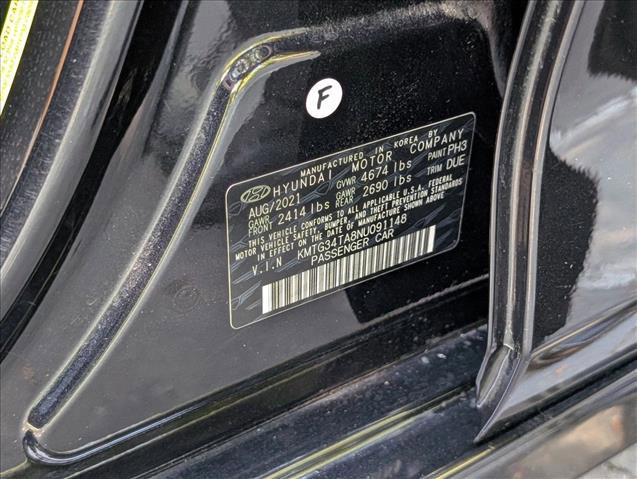 F
MANUFACTURED IN KOREA BY
HYUNDAI MOTOR COMPANY
AUG/2021 GVWR 4674 lbs PAINT PH3
GAWR FRONT 2414 lbs GAWR REAR 2690 lbs TRIM DUE
THIS VEHICLE CONFORMS TO ALL APPLICABLE U.S.A. FEDERAL
MOTOR VEHICLE SAFETY, BUMPER, AND THEFT PREVENTION STANDARDS
IN EFFECT ON THE DATE OF MANUFACTURE SHOWN ABOVE.
V.I.N KMTG34TA8NU091148
PASSENGER CAR